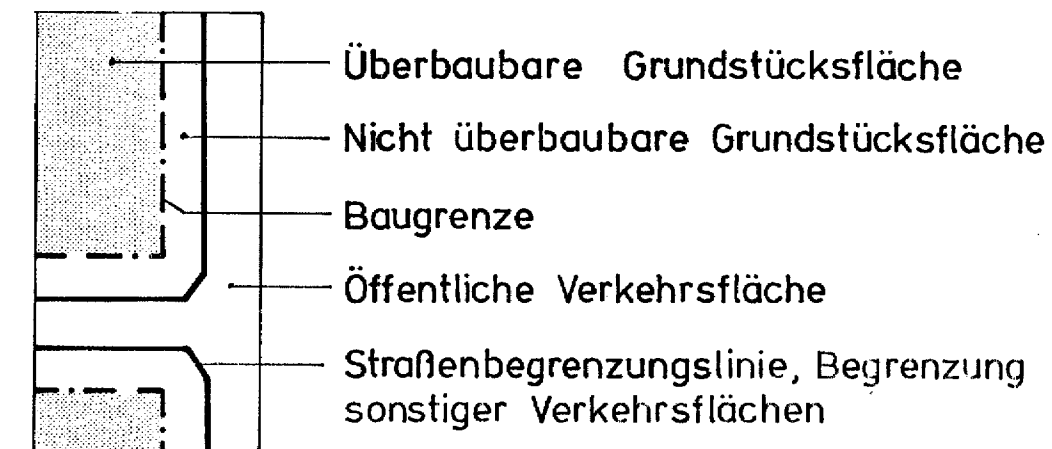 Überbaubare Grundstücksfläche
Nicht überbaubare Grundstücksfläche
Baugrenze
Öffentliche Verkehrsfläche
Straßenbegrenzungslinie, Begrenzung
sonstiger Verkehrsflächen